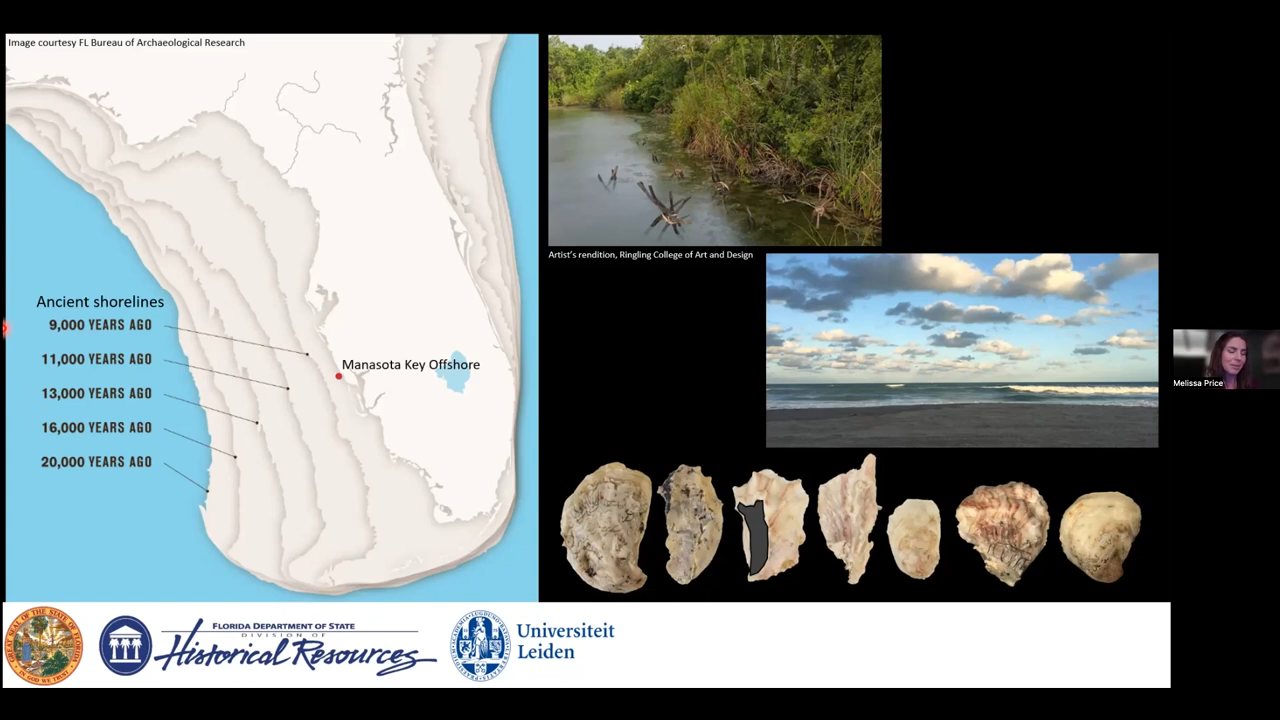 Image courtesy FL Bureau of Archaeological Research
Ancient shorelines
9,000 YEARS AGO
11,000 YEARS AGO
13,000 YEARS AGO
16,000 YEARS AGO
20,000 YEARS AGO
Manasota Key Offshore
Artist's rendition, Ringling College of Art and Design
Melissa Price
FLORIDA DEPARTMENT OF STATE
DIVISION OF
Historical Resources
Universiteit
Leiden